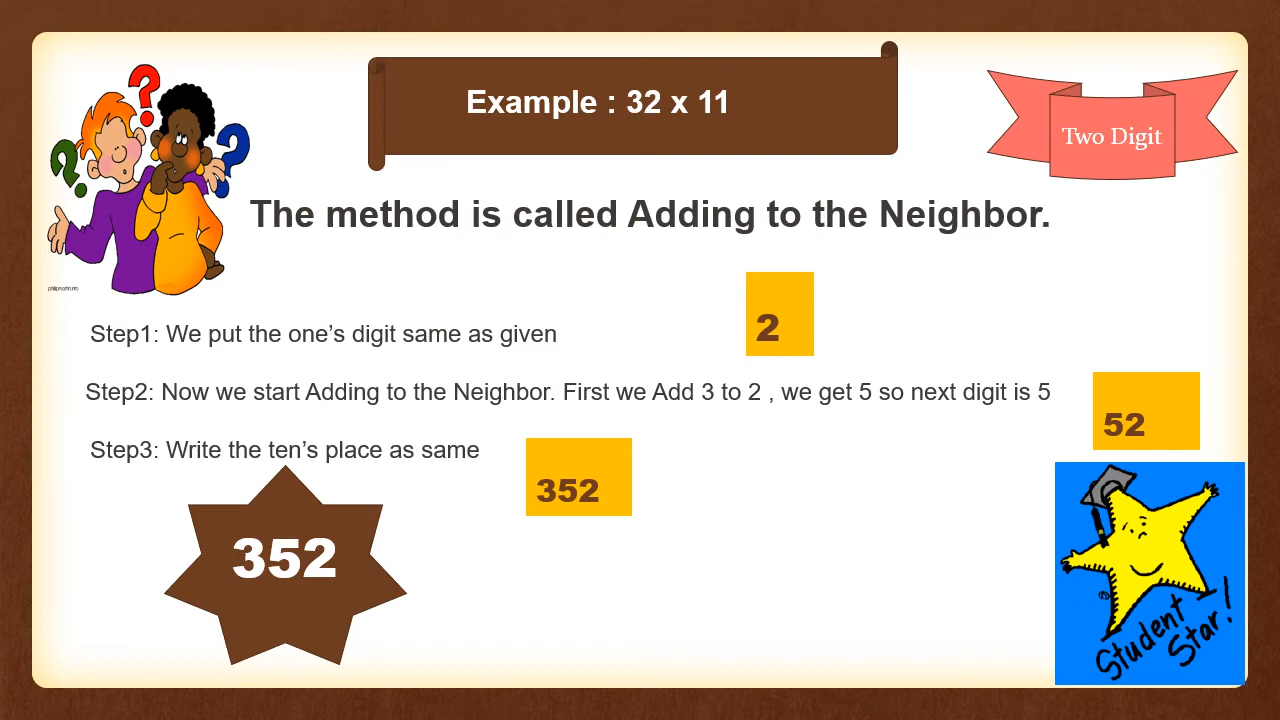 Example : 32 x 11
Two Digit
The method is called Adding to the Neighbor.
Step1: We put the one’s digit same as given
2
Step2: Now we start Adding to the Neighbor. First we Add 3 to 2 , we get 5 so next digit is 5
52
Step3: Write the ten’s place as same
352
352
Student
Star!